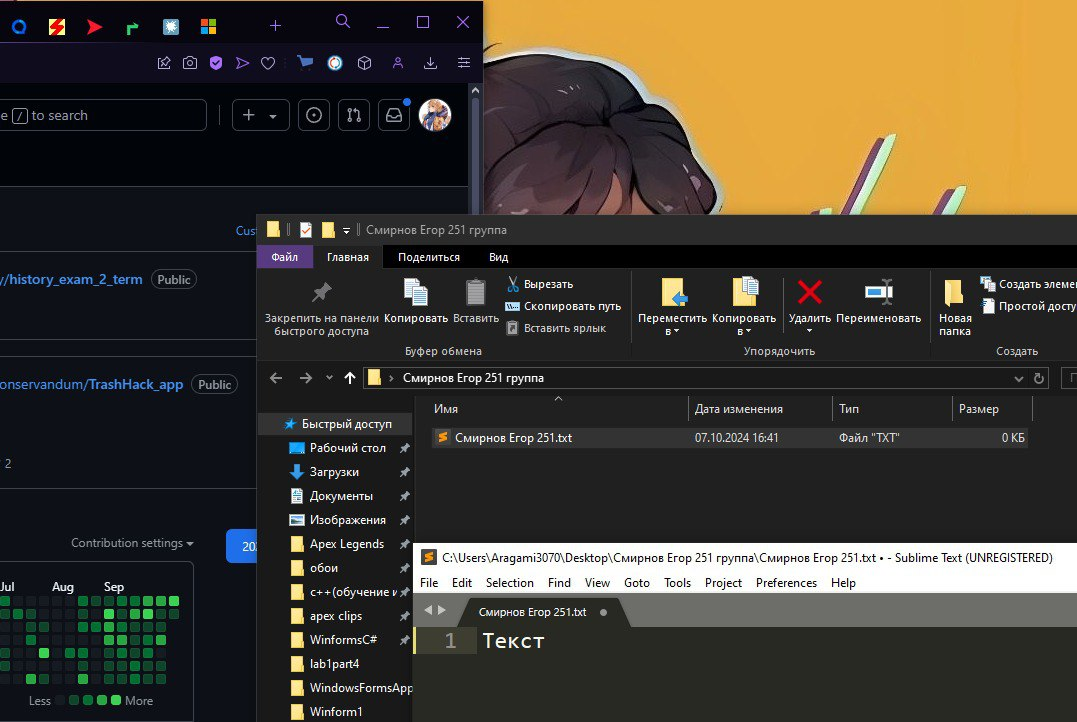 e / to search
Cus
y/history_exam_2_term Public
onservandum/TrashHack_app Public
2
Contribution settings
202
Jul Aug Sep
Less More
Смирнов Егор 251 группа
Файл Главная Поделиться Вид
Закрепить на панели быстрого доступа
Копировать
Вставить
Вырезать
Скопировать путь
Вставить ярлык
Буфер обмена
Переместить в
Копировать в
Удалить
Переименовать
Упорядочить
Новая папка
Создать элемен
Простой досту
Создать
Смирнов Егор 251 группа
Имя Дата изменения Тип Размер
Смирнов Егор 251.txt 07.10.2024 16:41 Файл "TXT" 0 КБ
Быстрый доступ
Рабочий стол
Загрузки
Документы
Изображения
Apex Legends
обои
c++(обучение и
apex clips
WinformsC#
lab1part4
WindowsFormsApp
Winform1
C:\Users\Aragami3070\Desktop\Смирнов Егор 251 группа\Смирнов Егор 251.txt • - Sublime Text (UNREGISTERED)
File Edit Selection Find View Goto Tools Project Preferences Help
Смирнов Егор 251.txt
1 Текст